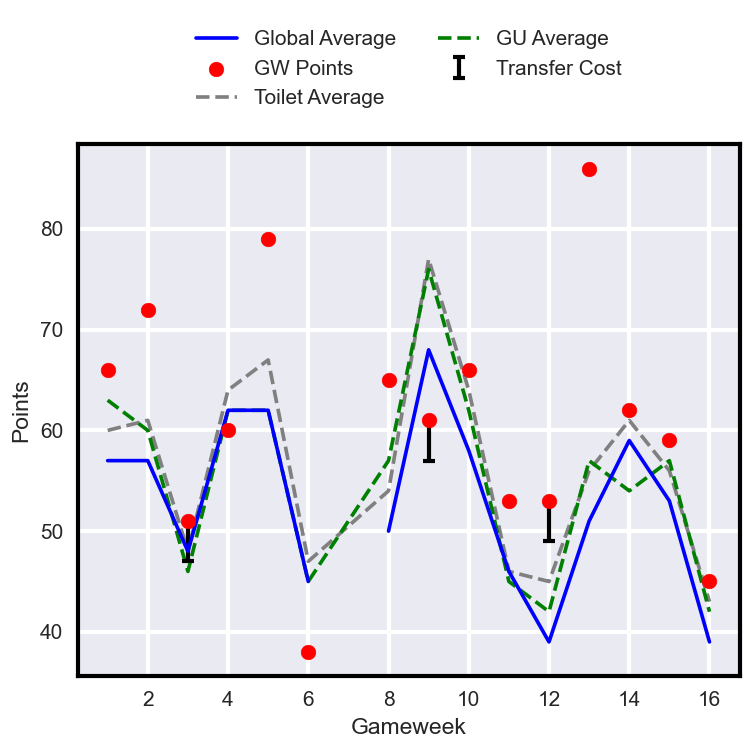 Global Average
GU Average
GW Points
Transfer Cost
Toilet Average
80
70
60
50
40
Points
2 4 6 8 10 12 14 16
Gameweek